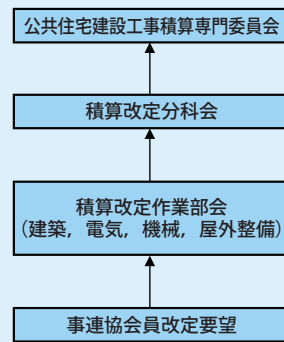 公共住宅建設工事積算専門委員会
積算改定分科会
積算改定作業部会
(建築，電気，機械，屋外整備)
事連協会員改定要望